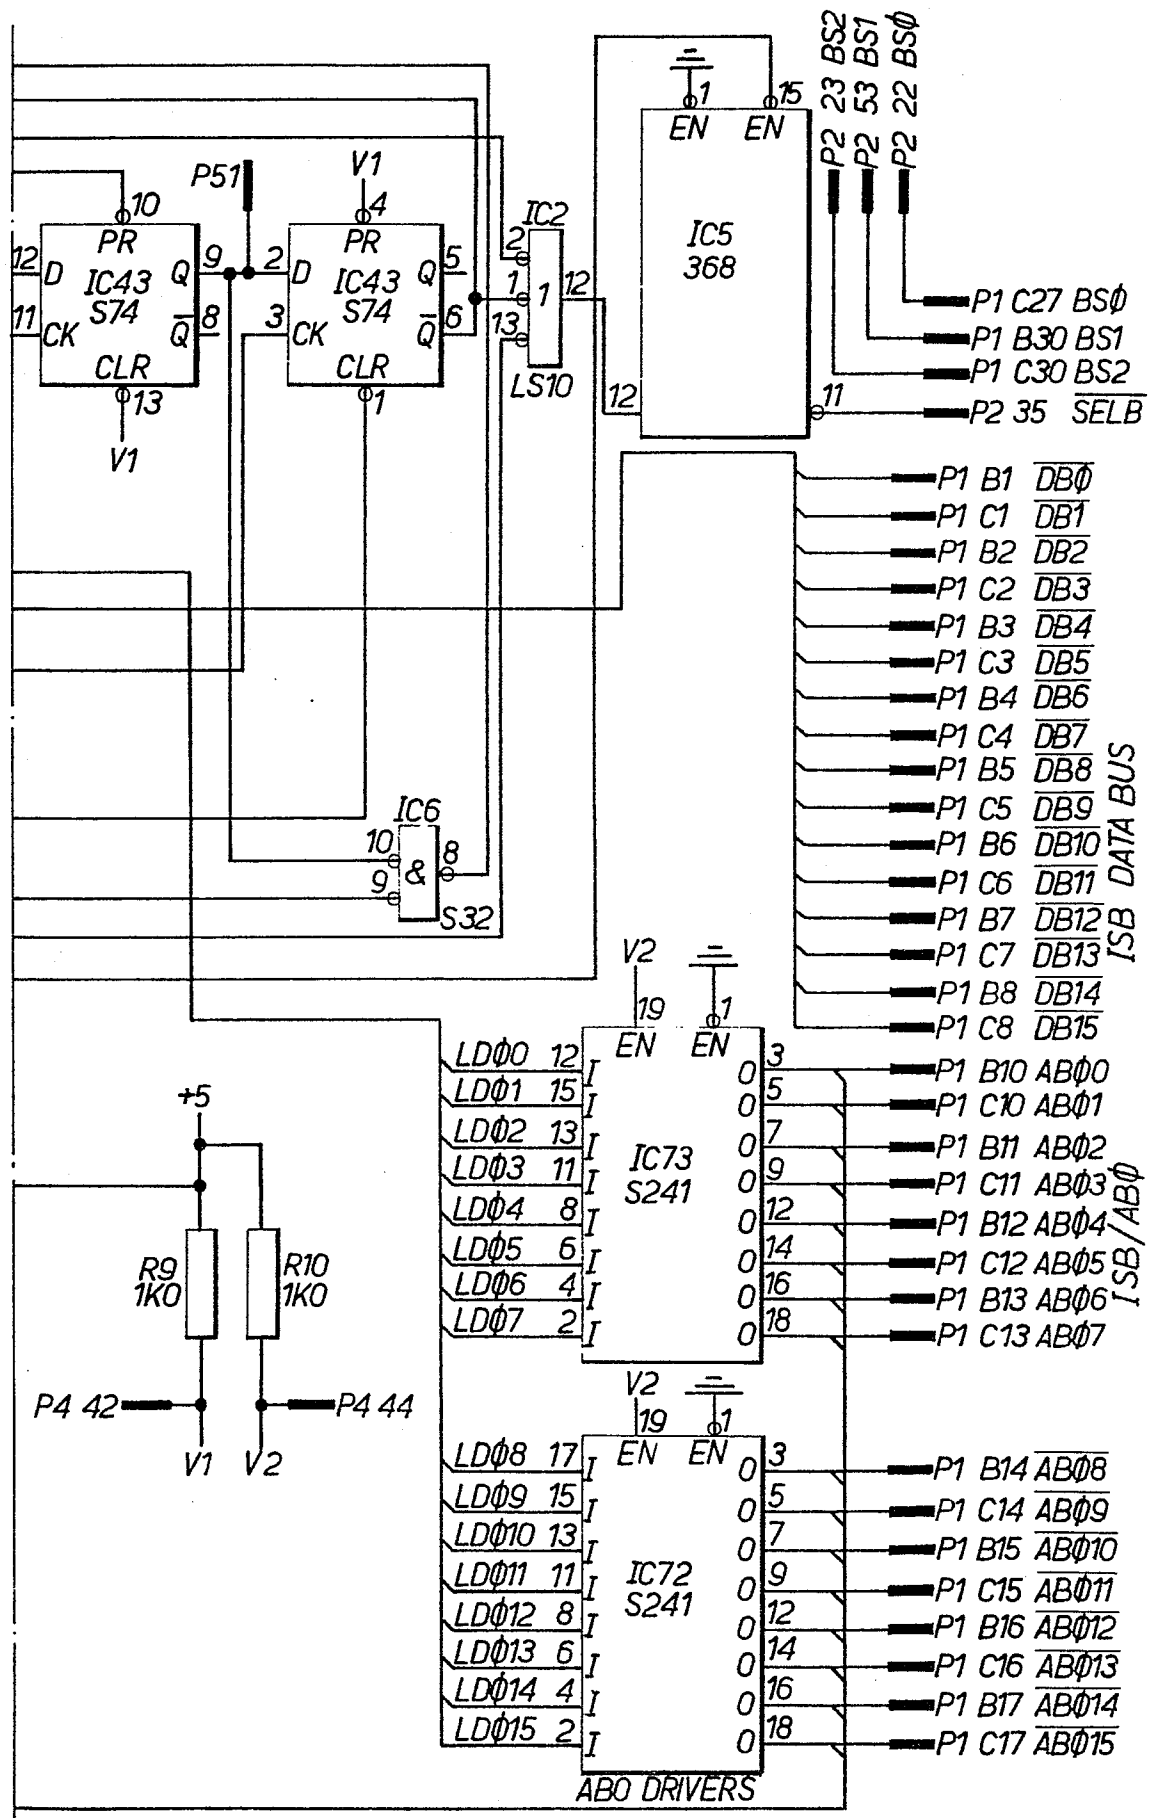 P2 23 BS2
P2 53 BS1
P2 22 BSØ
1 15
EN EN
IC5
368
12
11
P51
V1
10
PR
12 D Q 9
IC43
S74
11 CK Q̅ 8
CLR
13
V1
4
PR
2 D Q 5
IC43
S74
3 CK Q̅ 6
CLR
1
IC2
2
1 1 12
13
LS10
P1 C27 BSØ
P1 B30 BS1
P1 C30 BS2
P2 35 SELB
P1 B1 DBØ
P1 C1 DB1
P1 B2 DB2
P1 C2 DB3
P1 B3 DB4
P1 C3 DB5
P1 B4 DB6
P1 C4 DB7
P1 B5 DB8
P1 C5 DB9
P1 B6 DB10
P1 C6 DB11
P1 B7 DB12
P1 C7 DB13
P1 B8 DB14
P1 C8 DB15
ISB DATA BUS
IC6
10
& 8
9
S32
V2
19 1
EN EN
LDØ0 12 I O 3 P1 B10 ABØ0
LDØ1 15 I O 5 P1 C10 ABØ1
LDØ2 13 I O 7 P1 B11 ABØ2
LDØ3 11 I O 9 P1 C11 ABØ3
LDØ4 8 I O 12 P1 B12 ABØ4
LDØ5 6 I O 14 P1 C12 ABØ5
LDØ6 4 I O 16 P1 B13 ABØ6
LDØ7 2 I O 18 P1 C13 ABØ7
IC73
S241
ISB/ABØ
+5
R9
1K0
R10
1K0
P4 42
P4 44
V1 V2
V2
19 1
EN EN
LDØ8 17 I O 3 P1 B14 ABØ8
LDØ9 15 I O 5 P1 C14 ABØ9
LDØ10 13 I O 7 P1 B15 ABØ10
LDØ11 11 I O 9 P1 C15 ABØ11
LDØ12 8 I O 12 P1 B16 ABØ12
LDØ13 6 I O 14 P1 C16 ABØ13
LDØ14 4 I O 16 P1 B17 ABØ14
LDØ15 2 I O 18 P1 C17 ABØ15
IC72
S241
ABO DRIVERS